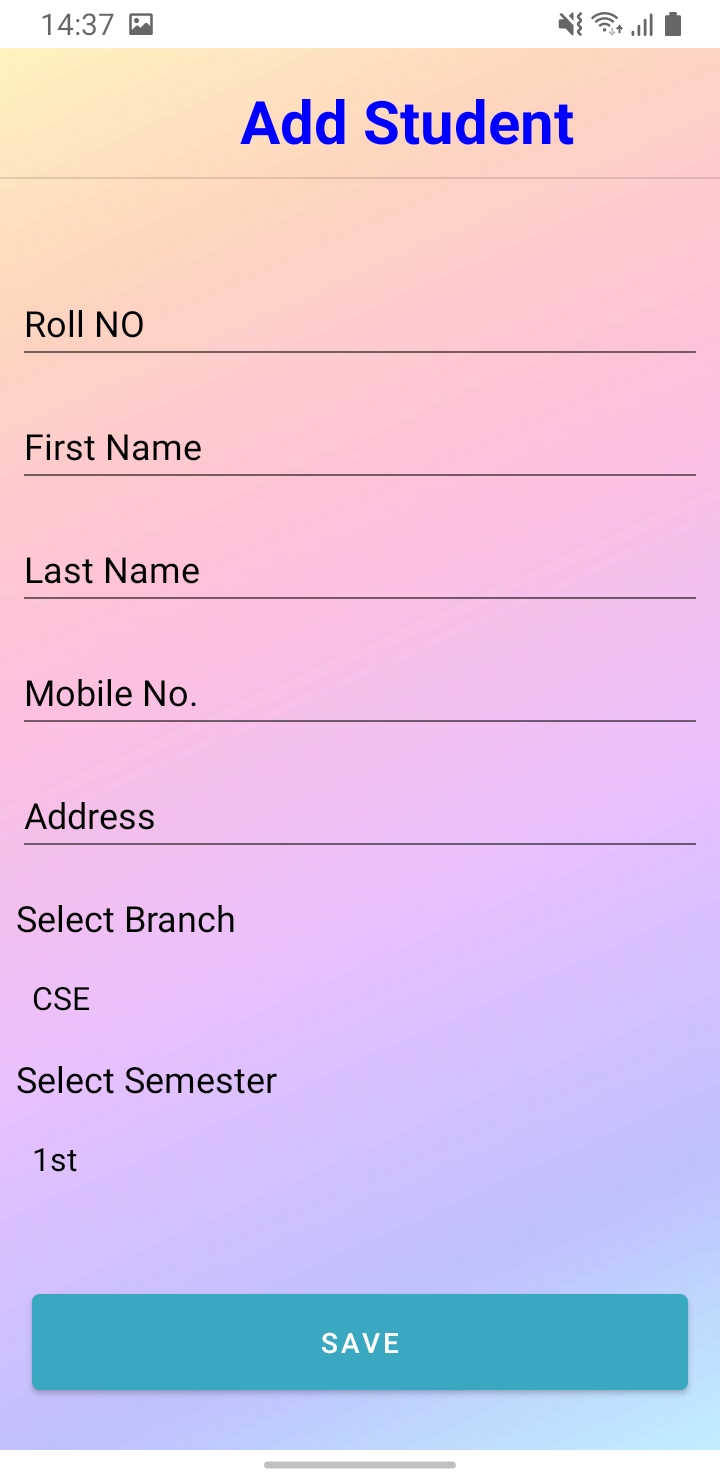 14:37
Add Student
Roll NO
First Name
Last Name
Mobile No.
Address
Select Branch
CSE
Select Semester
1st
SAVE